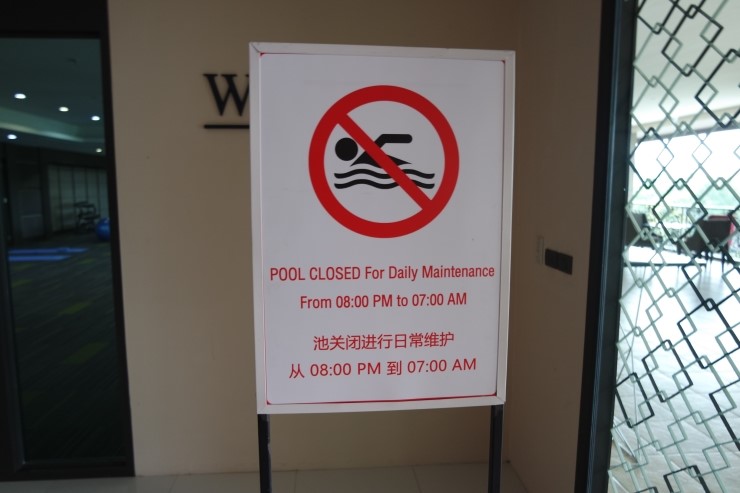 W
POOL CLOSED For Daily Maintenance
From 08:00 PM to 07:00 AM
池关闭进行日常维护
从 08:00 PM 到 07:00 AM